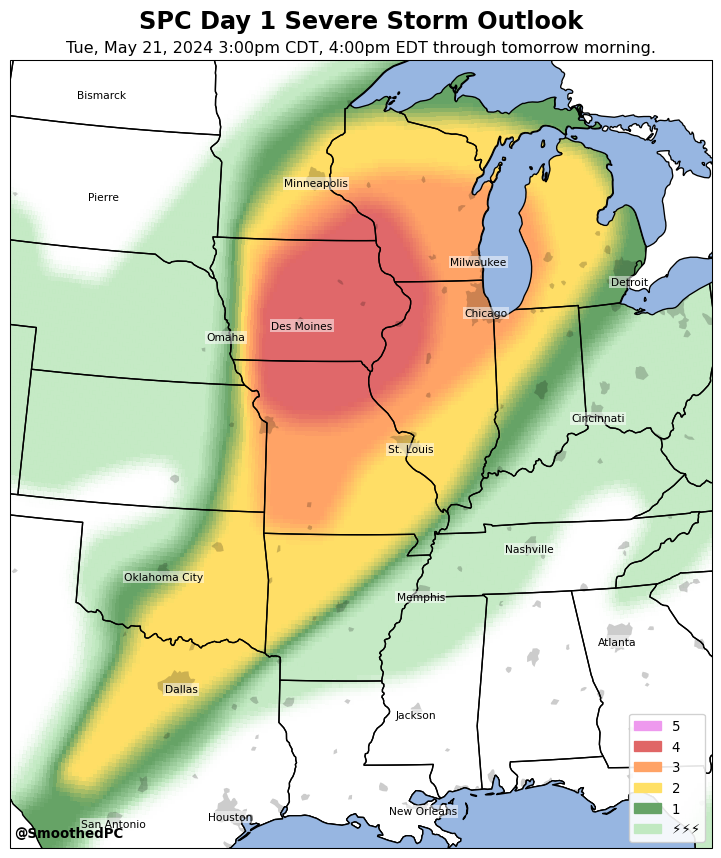 SPC Day 1 Severe Storm Outlook
Tue, May 21, 2024 3:00pm CDT, 4:00pm EDT through tomorrow morning.
Bismarck
Minneapolis
Pierre
Milwaukee
Detroit
Chicago
Des Moines
Omaha
Cincinnati
St. Louis
Nashville
Oklahoma City
Memphis
Atlanta
Dallas
Jackson
New Orleans
Houston
San Antonio
@SmoothedPC
5
4
3
2
1
⚡⚡⚡